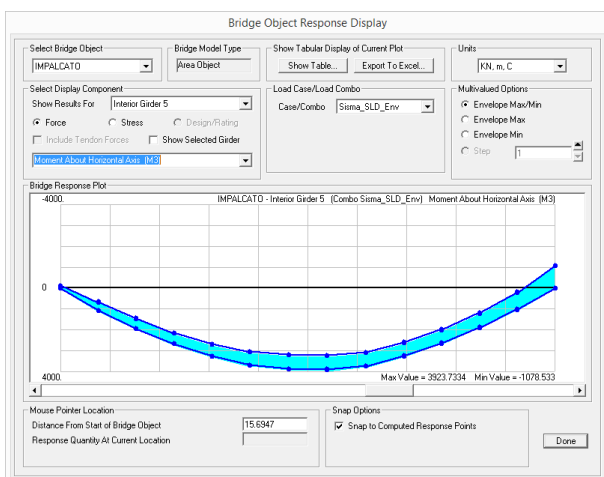 Bridge Object Response Display
Select Bridge Object
IMPALCATO
Bridge Model Type
Area Object
Show Tabular Display of Current Plot
Show Table...
Export To Excel...
Units
KN, m, C
Select Display Component
Show Results For
Interior Girder 5
Force
Stress
Design/Rating
Include Tendon Forces
Show Selected Girder
Moment About Horizontal Axis (M3)
Load Case/Load Combo
Case/Combo
Sisma_SLD_Env
Multivalued Options
Envelope Max/Min
Envelope Max
Envelope Min
Step
1
Bridge Response Plot
-4000.
IMPALCATO - Interior Girder 5 (Combo Sisma_SLD_Env) Moment About Horizontal Axis (M3)
0
4000.
Max Value = 3923.7334 Min Value = -1078.533
Mouse Pointer Location
Distance From Start of Bridge Object
15.6947
Response Quantity At Current Location
Snap Options
Snap to Computed Response Points
Done